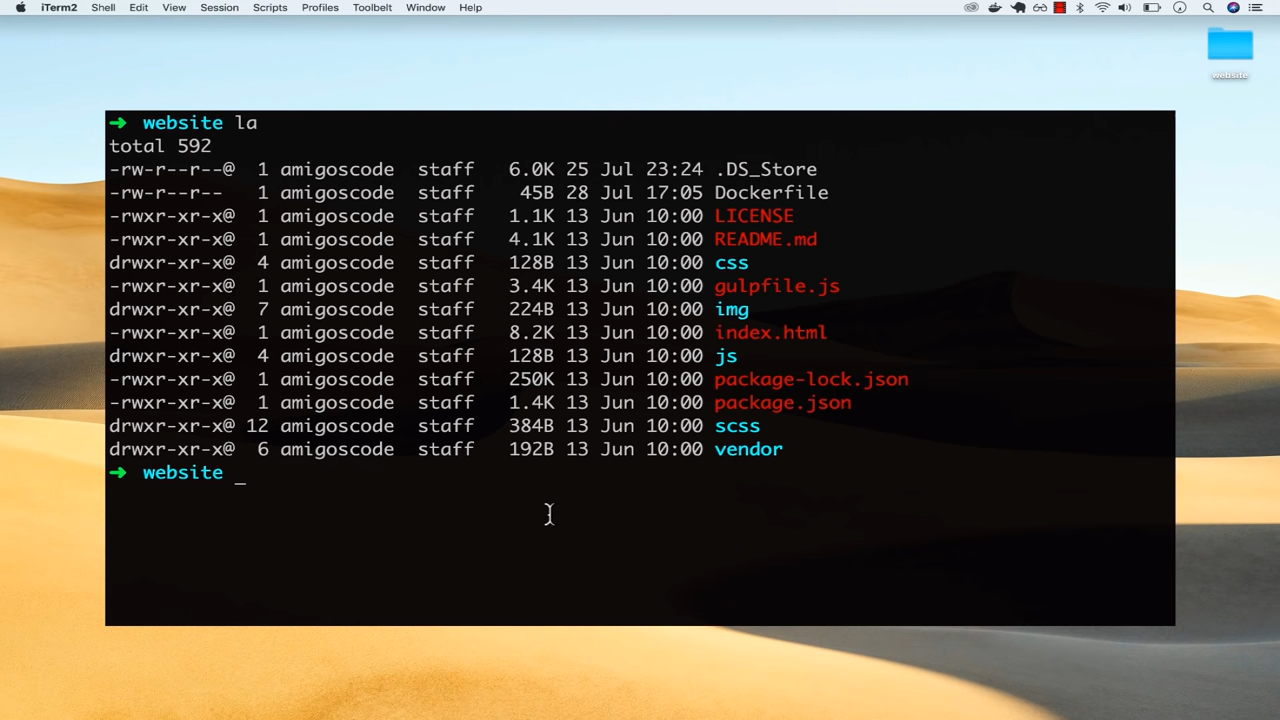 iTerm2 Shell Edit View Session Scripts Profiles Toolbelt Window Help
website
➜ website la
total 592
-rw-r--r--@ 1 amigoscode staff 6.0K 25 Jul 23:24 .DS_Store
-rw-r--r-- 1 amigoscode staff 45B 28 Jul 17:05 Dockerfile
-rwxr-xr-x@ 1 amigoscode staff 1.1K 13 Jun 10:00 LICENSE
-rwxr-xr-x@ 1 amigoscode staff 4.1K 13 Jun 10:00 README.md
drwxr-xr-x@ 4 amigoscode staff 128B 13 Jun 10:00 css
-rwxr-xr-x@ 1 amigoscode staff 3.4K 13 Jun 10:00 gulpfile.js
drwxr-xr-x@ 7 amigoscode staff 224B 13 Jun 10:00 img
-rwxr-xr-x@ 1 amigoscode staff 8.2K 13 Jun 10:00 index.html
drwxr-xr-x@ 4 amigoscode staff 128B 13 Jun 10:00 js
-rwxr-xr-x@ 1 amigoscode staff 250K 13 Jun 10:00 package-lock.json
-rwxr-xr-x@ 1 amigoscode staff 1.4K 13 Jun 10:00 package.json
drwxr-xr-x@ 12 amigoscode staff 384B 13 Jun 10:00 scss
drwxr-xr-x@ 6 amigoscode staff 192B 13 Jun 10:00 vendor
➜ website _